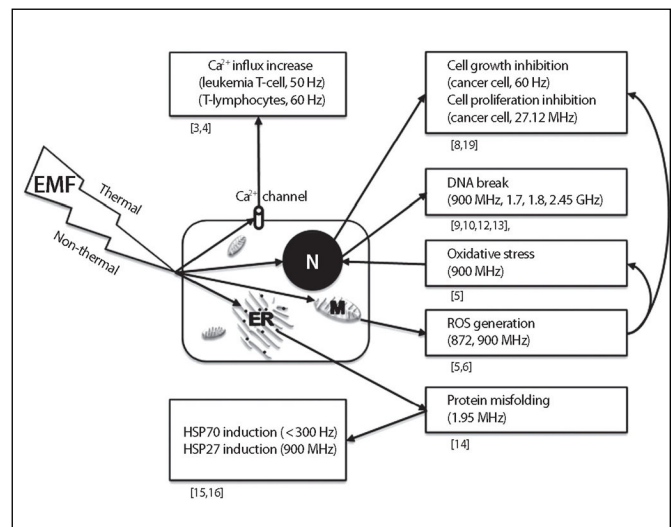 Ca2+ influx increase
(leukemia T-cell, 50 Hz)
(T-lymphocytes, 60 Hz)
[3,4]
Cell growth inhibition
(cancer cell, 60 Hz)
Cell proliferation inhibition
(cancer cell, 27.12 MHz)
[8,19]
EMF
Thermal
Non-thermal
Ca2+ channel
DNA break
(900 MHz, 1.7, 1.8, 2.45 GHz)
[9,10,12,13],
N
Oxidative stress
(900 MHz)
[5]
M
ER
ROS generation
(872, 900 MHz)
[5,6]
Protein misfolding
(1.95 MHz)
[14]
HSP70 induction (<300 Hz)
HSP27 induction (900 MHz)
[15,16]